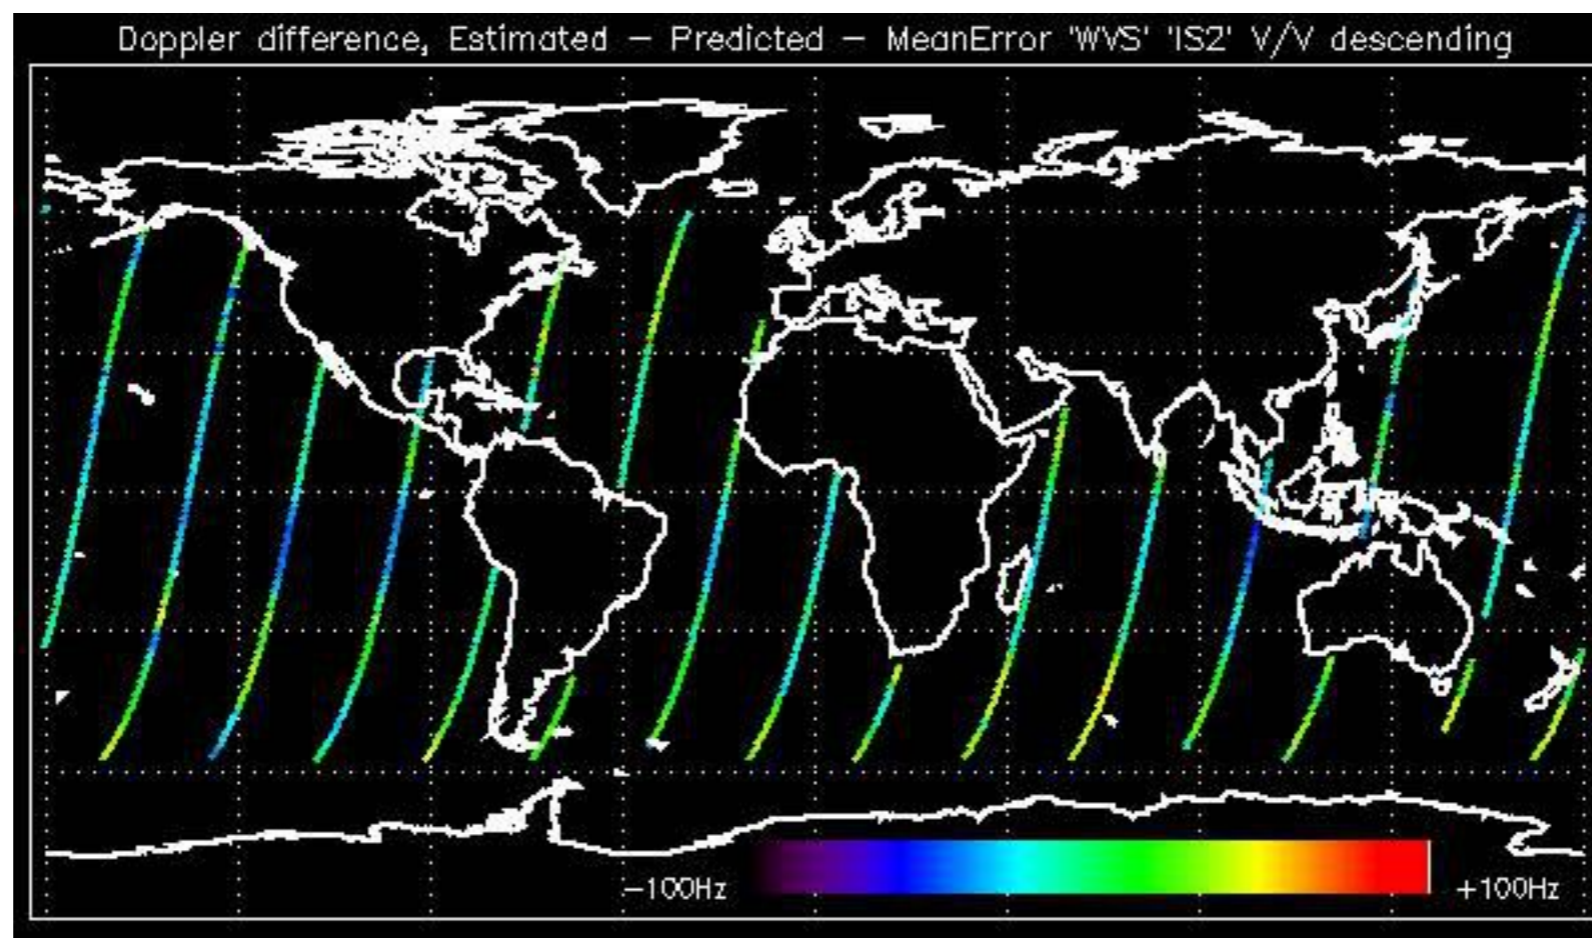 Doppler difference, Estimated – Predicted – MeanError 'WVS' 'IS2' V/V descending
–100Hz
+100Hz